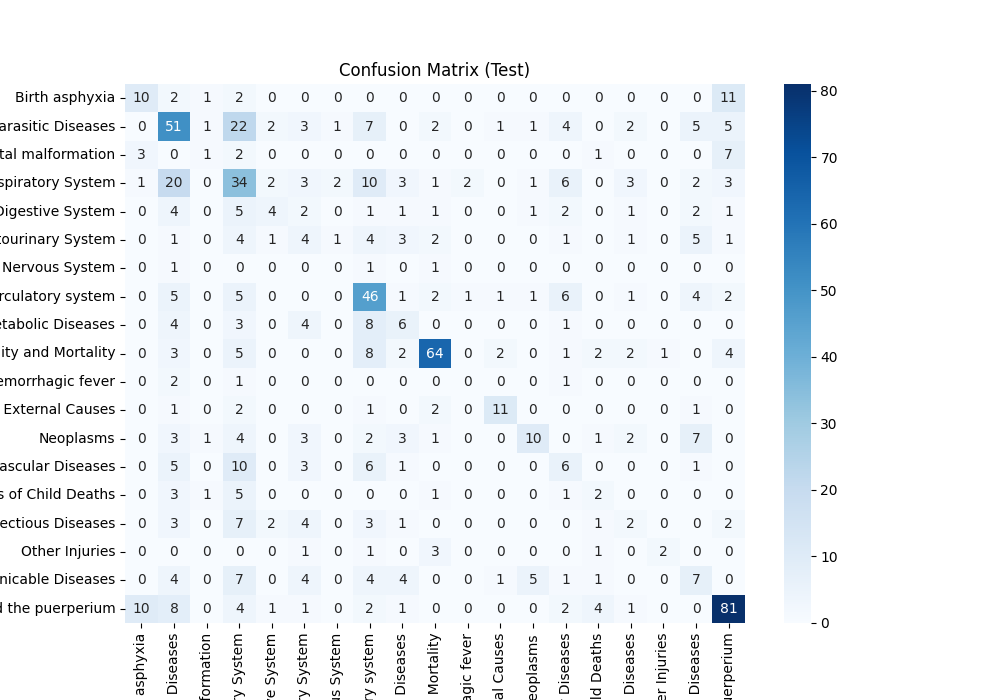 Confusion Matrix (Test)
Birth asphyxia 10 2 1 2 0 0 0 0 0 0 0 0 0 0 0 0 0 0 11
arasitic Diseases 0 51 1 22 2 3 1 7 0 2 0 1 1 4 0 2 0 5 5
tal malformation 3 0 1 2 0 0 0 0 0 0 0 0 0 0 1 0 0 0 7
spiratory System 1 20 0 34 2 3 2 10 3 1 2 0 1 6 0 3 0 2 3
Digestive System 0 4 0 5 4 2 0 1 1 1 0 0 1 2 0 1 0 2 1
tourinary System 0 1 0 4 1 4 1 4 3 2 0 0 0 1 0 1 0 5 1
Nervous System 0 1 0 0 0 0 0 1 0 1 0 0 0 0 0 0 0 0 0
rculatory system 0 5 0 5 0 0 0 46 1 2 1 1 1 6 0 1 0 4 2
etabolic Diseases 0 4 0 3 0 4 0 8 6 0 0 0 0 1 0 0 0 0 0
ity and Mortality 0 3 0 5 0 0 0 8 2 64 0 2 0 1 2 2 1 0 4
emorrhagic fever 0 2 0 1 0 0 0 0 0 0 0 0 0 1 0 0 0 0 0
External Causes 0 1 0 2 0 0 0 1 0 2 0 11 0 0 0 0 0 1 0
Neoplasms 0 3 1 4 0 3 0 2 3 1 0 0 10 0 1 2 0 7 0
ascular Diseases 0 5 0 10 0 3 0 6 1 0 0 0 0 6 0 0 0 1 0
s of Child Deaths 0 3 1 5 0 0 0 0 0 1 0 0 0 1 2 0 0 0 0
ectious Diseases 0 3 0 7 2 4 0 3 1 0 0 0 0 0 1 2 0 0 2
Other Injuries 0 0 0 0 0 1 0 1 0 3 0 0 0 0 1 0 2 0 0
nicable Diseases 0 4 0 7 0 4 0 4 4 0 0 1 5 1 1 0 0 7 0
d the puerperium 10 8 0 4 1 1 0 2 1 0 0 0 0 2 4 1 0 0 81
asphyxia
Diseases
formation
ry System
ve System
ry System
us System
ry system
Diseases
Mortality
agic fever
al Causes
eoplasms
r Diseases
ld Deaths
Diseases
er Injuries
Diseases
uerperium
80
70
60
50
40
30
20
10
0